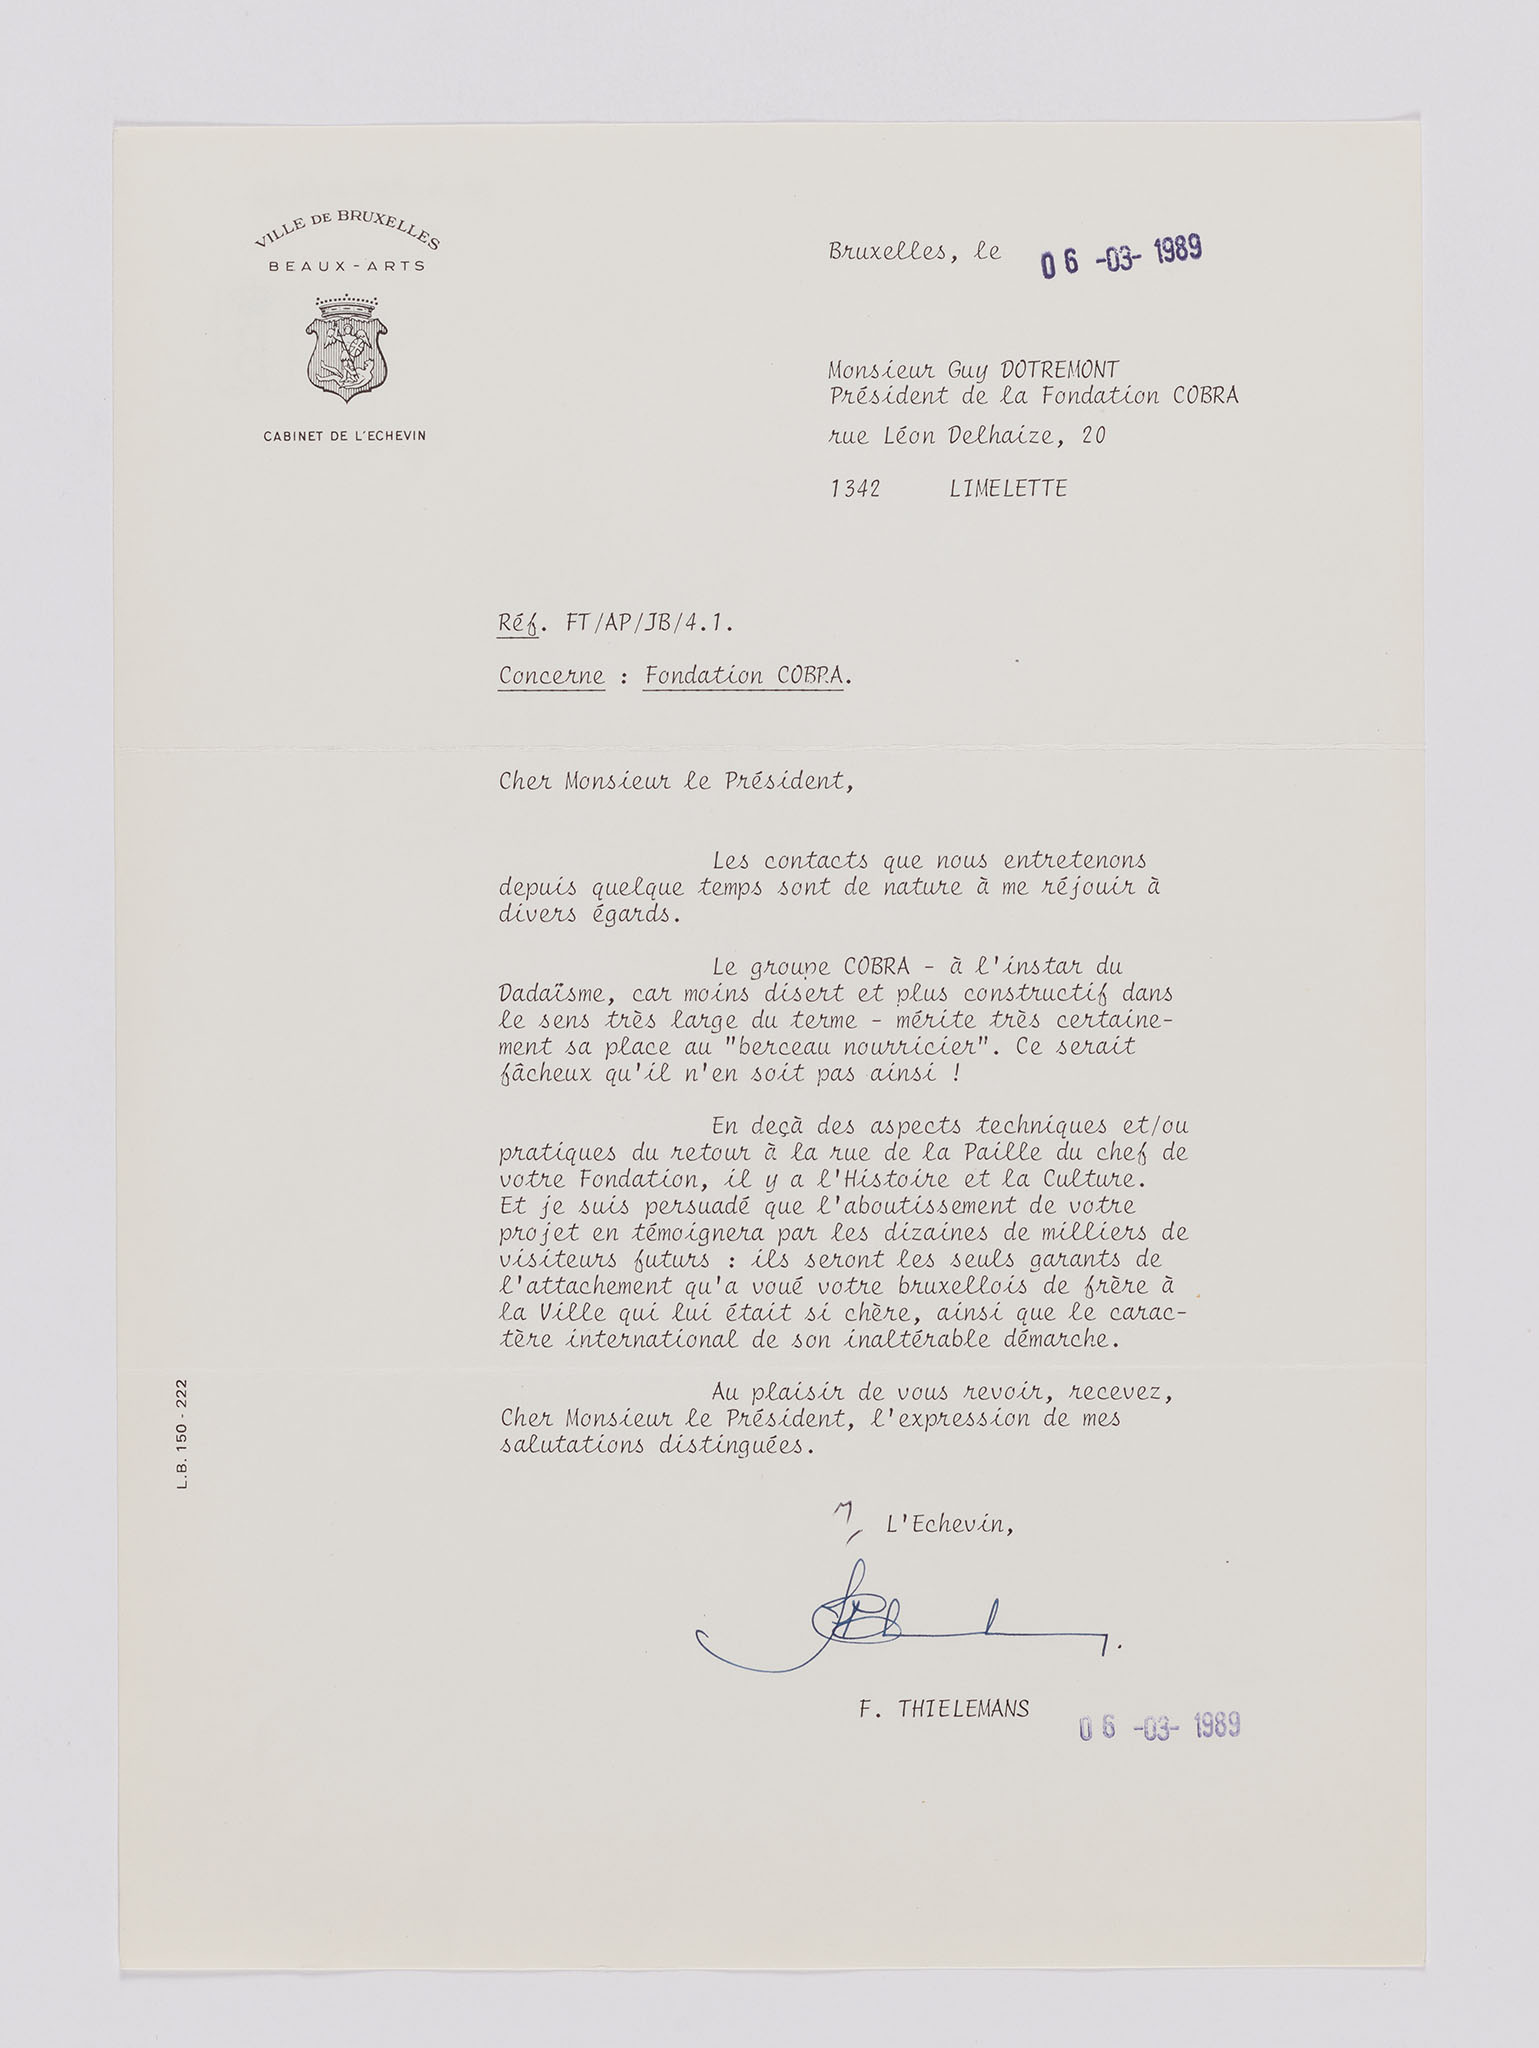 VILLE DE BRUXELLES
BEAUX-ARTS
CABINET DE L'ECHEVIN
Bruxelles, le 06 -03- 1989
Monsieur Guy DOTREMONT
Président de la Fondation COBRA
rue Léon Delhaize, 20
1342 LIMELETTE
Réf. FT/AP/JB/4.1.
Concerne : Fondation COBRA.
Cher Monsieur le Président,
Les contacts que nous entretenons
depuis quelque temps sont de nature à me réjouir à
divers égards.
Le groupe COBRA - à l'instar du
Dadaïsme, car moins disert et plus constructif dans
le sens très large du terme - mérite très certaine-
ment sa place au "berceau nourricier". Ce serait
fâcheux qu'il n'en soit pas ainsi !
En deçà des aspects techniques et/ou
pratiques du retour à la rue de la Paille du chef de
votre Fondation, il y a l'Histoire et la Culture.
Et je suis persuadé que l'aboutissement de votre
projet en témoignera par les dizaines de milliers de
visiteurs futurs : ils seront les seuls garants de
l'attachement qu'a voué votre bruxellois de frère à
la Ville qui lui était si chère, ainsi que le carac-
tère international de son inaltérable démarche.
Au plaisir de vous revoir, recevez,
Cher Monsieur le Président, l'expression de mes
salutations distinguées.
L'Echevin,
F. THIELEMANS
06 -03- 1989
L.B. 150 - 222